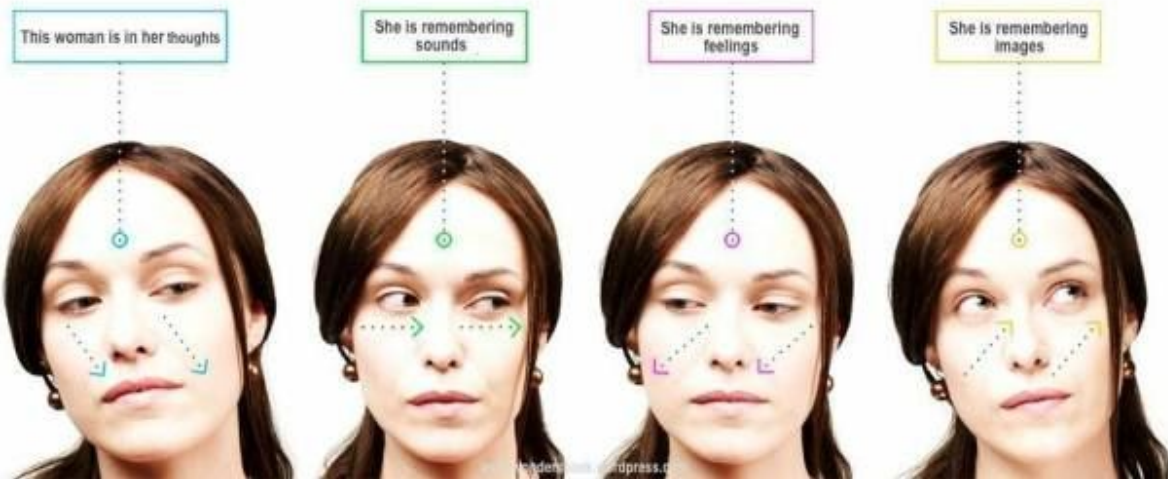 This woman is in her thoughts
She is remembering
sounds
She is remembering
feelings
She is remembering
images